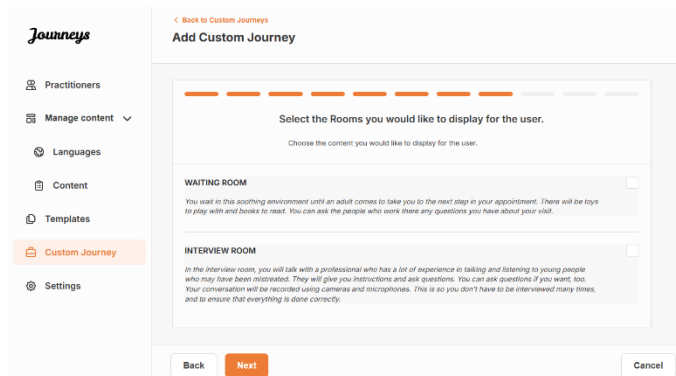 Journeys
Practitioners
Manage content
Languages
Content
Templates
Custom Journey
Settings
< Back to Custom Journeys
Add Custom Journey
Select the Rooms you would like to display for the user.
Choose the content you would like to display for the user.
WAITING ROOM
You wait in this soothing environment until an adult comes to take you to the next step in your appointment. There will be toys
to play with and books to read. You can ask the people who work there any questions you have about your visit.
INTERVIEW ROOM
In the interview room, you will talk with a professional who has a lot of experience in talking and listening to young people
who may have been mistreated. They will give you instructions and ask questions. You can ask questions if you want, too.
Your conversation will be recorded using cameras and microphones. This is so you don't have to be interviewed many times,
and to ensure that everything is done correctly.
Back
Next
Cancel